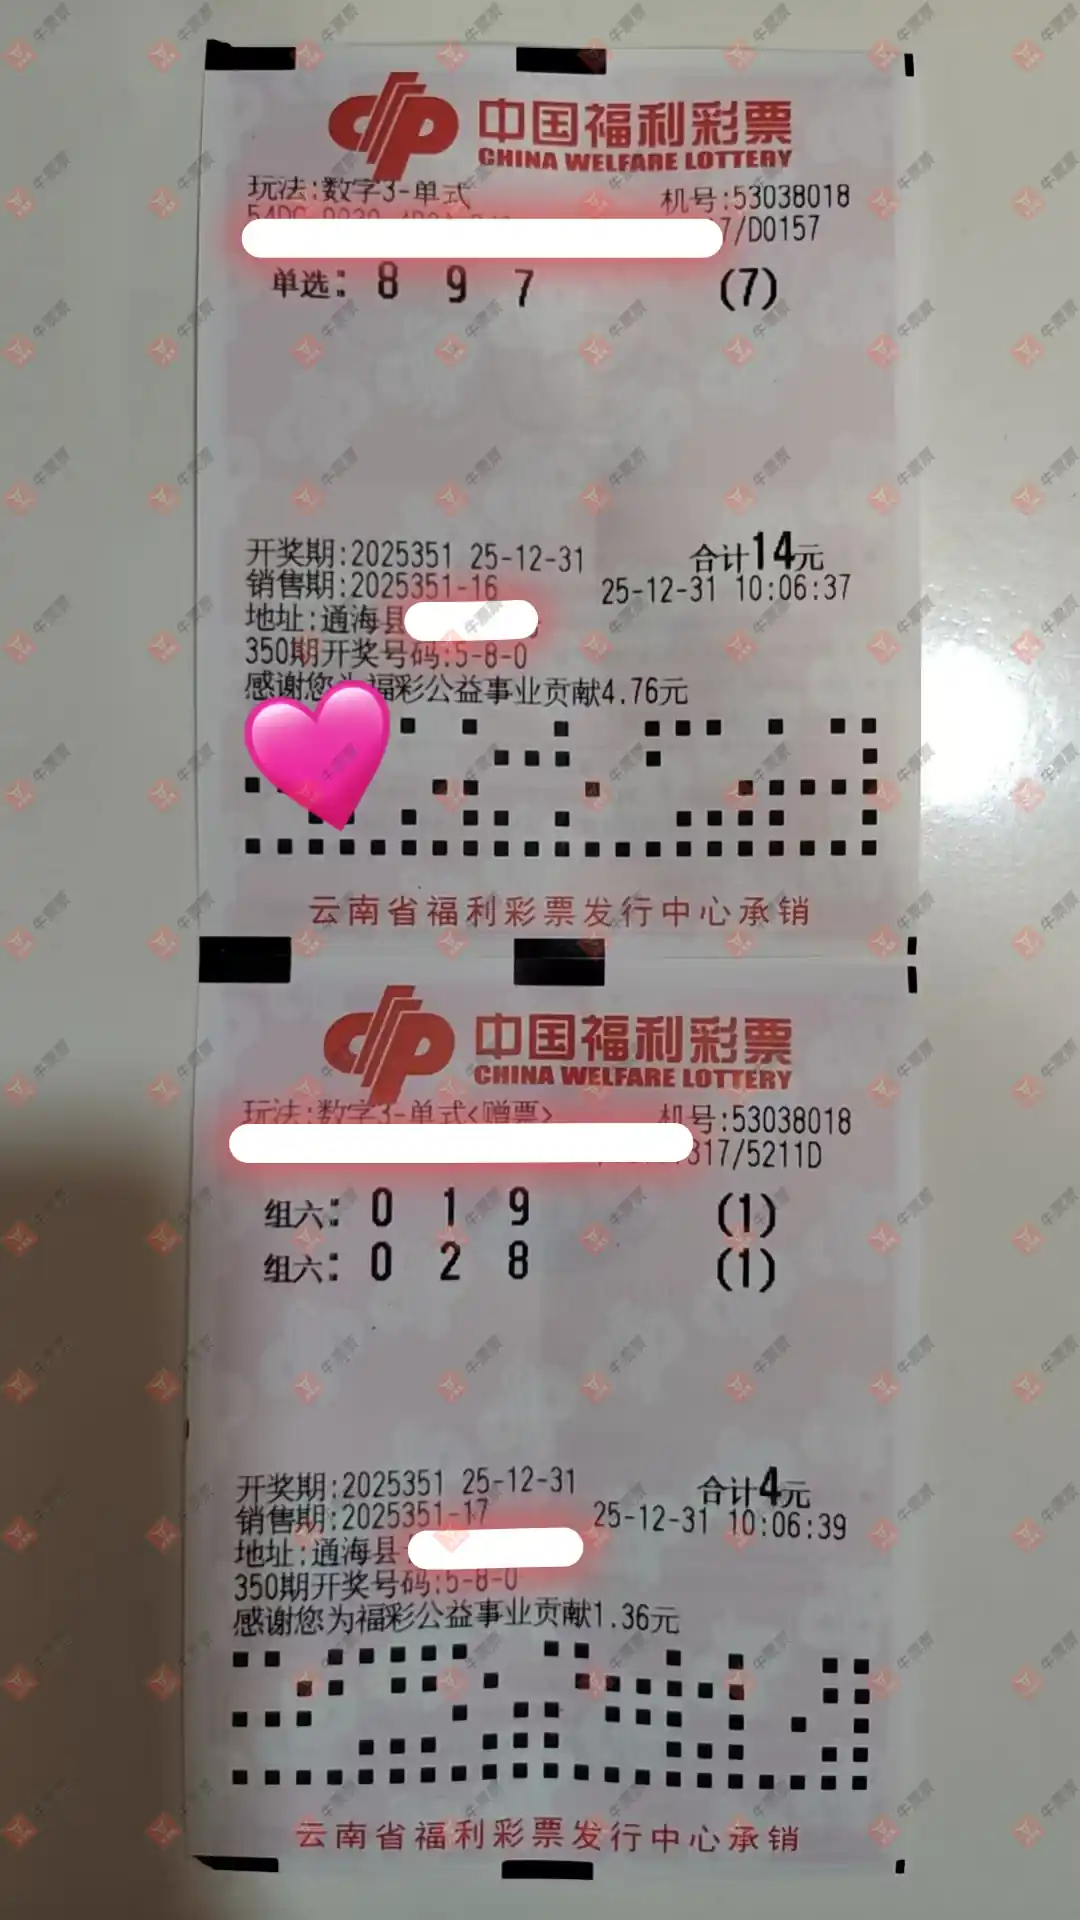 中国福利彩票
CHINA WELFARE LOTTERY
玩法:数字3-单式 机号:53038018
7/D0157
单选: 8 9 7 (7)
开奖期:2025351 25-12-31 合计14元
销售期:2025351-16 25-12-31 10:06:37
地址:通海县
350期开奖号码:5-8-0
感谢您为福彩公益事业贡献4.76元
云南省福利彩票发行中心承销
中国福利彩票
CHINA WELFARE LOTTERY
玩法:数字3-单式<赠票> 机号:53038018
317/5211D
组六: 0 1 9 (1)
组六: 0 2 8 (1)
开奖期:2025351 25-12-31 合计4元
销售期:2025351-17 25-12-31 10:06:39
地址:通海县
350期开奖号码:5-8-0
感谢您为福彩公益事业贡献1.36元
云南省福利彩票发行中心承销